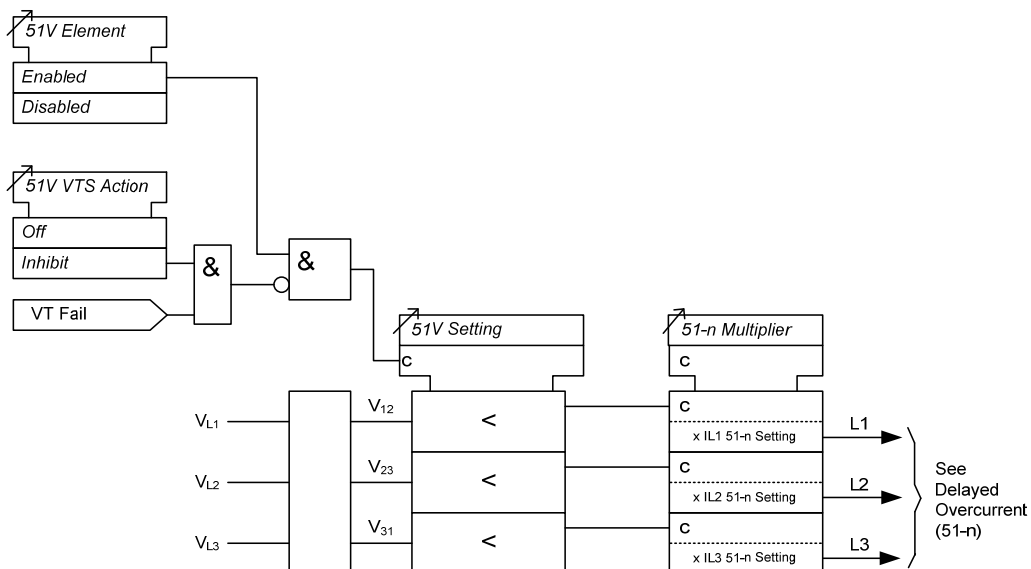 51V Element
Enabled
Disabled
51V VTS Action
Off
Inhibit
VT Fail
&
&
51V Setting
c
51-n Multiplier
c
VL1
V12
<
c
x IL1 51-n Setting
L1
VL2
V23
<
c
x IL2 51-n Setting
L2
VL3
V31
<
c
x IL3 51-n Setting
L3
See
Delayed
Overcurrent
(51-n)